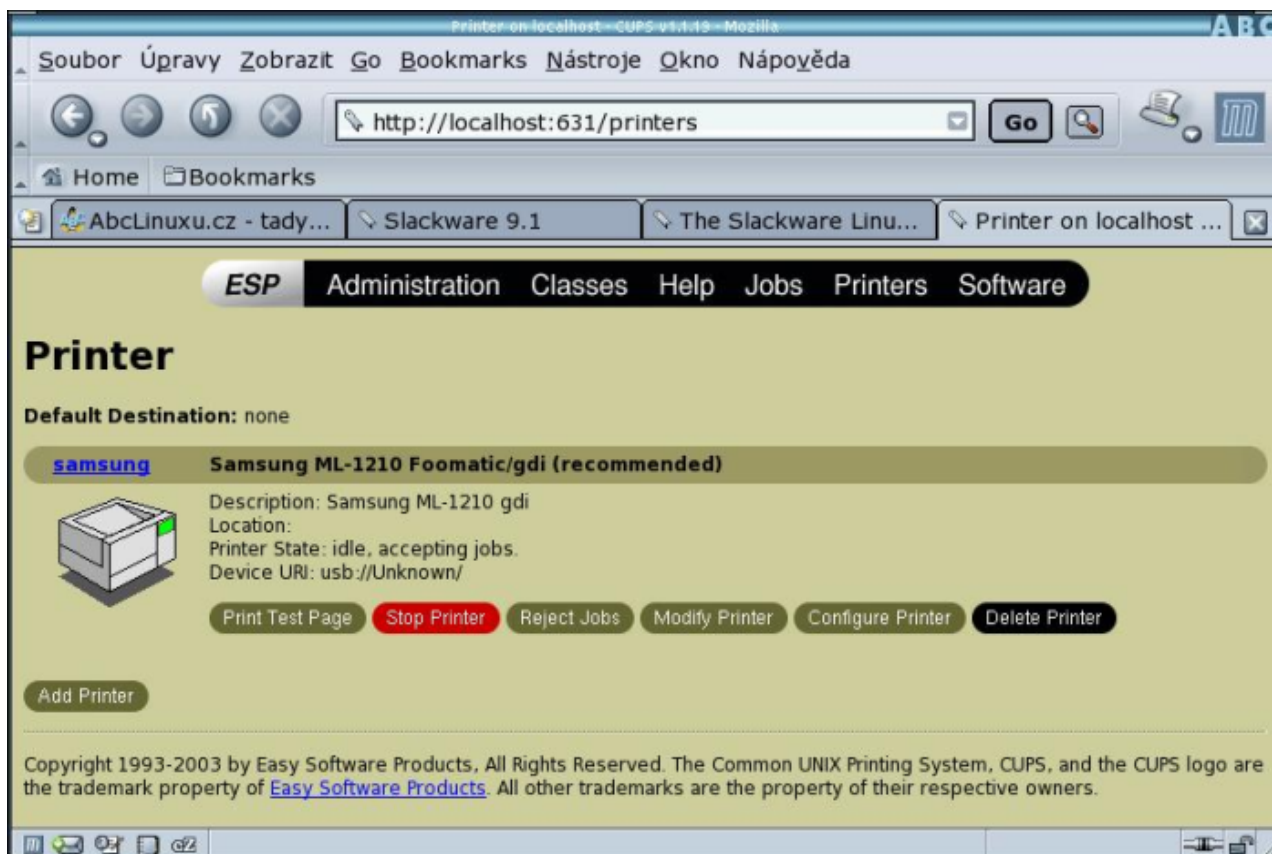 Printer on localhost - CUPS v1.1.19 - Mozilla
ABC
Soubor Úpravy Zobrazit Go Bookmarks Nástroje Okno Nápověda
http://localhost:631/printers
Go
Home Bookmarks
AbcLinuxu.cz - tady... Slackware 9.1 The Slackware Linu... Printer on localhost ...
ESP Administration Classes Help Jobs Printers Software
Printer
Default Destination: none
samsung Samsung ML-1210 Foomatic/gdi (recommended)
Description: Samsung ML-1210 gdi
Location:
Printer State: idle, accepting jobs.
Device URI: usb://Unknown/
Print Test Page Stop Printer Reject Jobs Modify Printer Configure Printer Delete Printer
Add Printer
Copyright 1993-2003 by Easy Software Products, All Rights Reserved. The Common UNIX Printing System, CUPS, and the CUPS logo are
the trademark property of Easy Software Products. All other trademarks are the property of their respective owners.